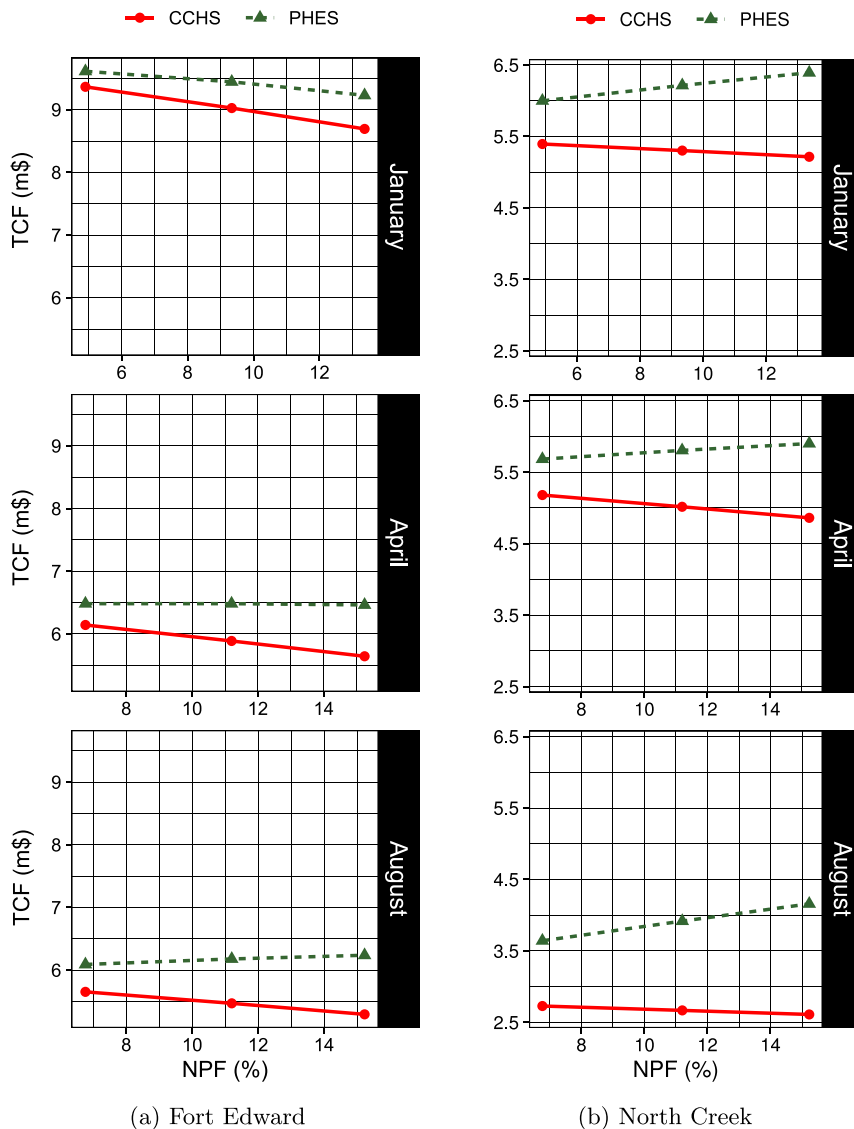 CCHS PHES CCHS PHES
9
8
7
6
TCF (m$)
January
6 8 10 12
6.5
5.5
4.5
3.5
2.5
January
6 8 10 12
9
8
7
6
TCF (m$)
April
8 10 12 14
6.5
5.5
4.5
3.5
2.5
April
8 10 12 14
9
8
7
6
TCF (m$)
August
8 10 12 14
NPF (%)
6.5
5.5
4.5
3.5
2.5
August
8 10 12 14
NPF (%)
(a) Fort Edward
(b) North Creek